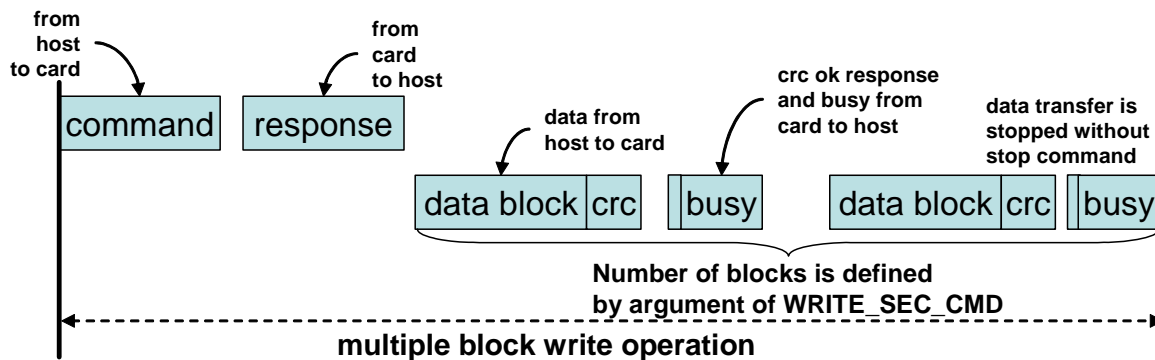 from
host
to card
from
card
to host
command
response
data from
host to card
crc ok response
and busy from
card to host
data transfer is
stopped without
stop command
data block
crc
busy
data block
crc
busy
Number of blocks is defined
by argument of WRITE_SEC_CMD
multiple block write operation